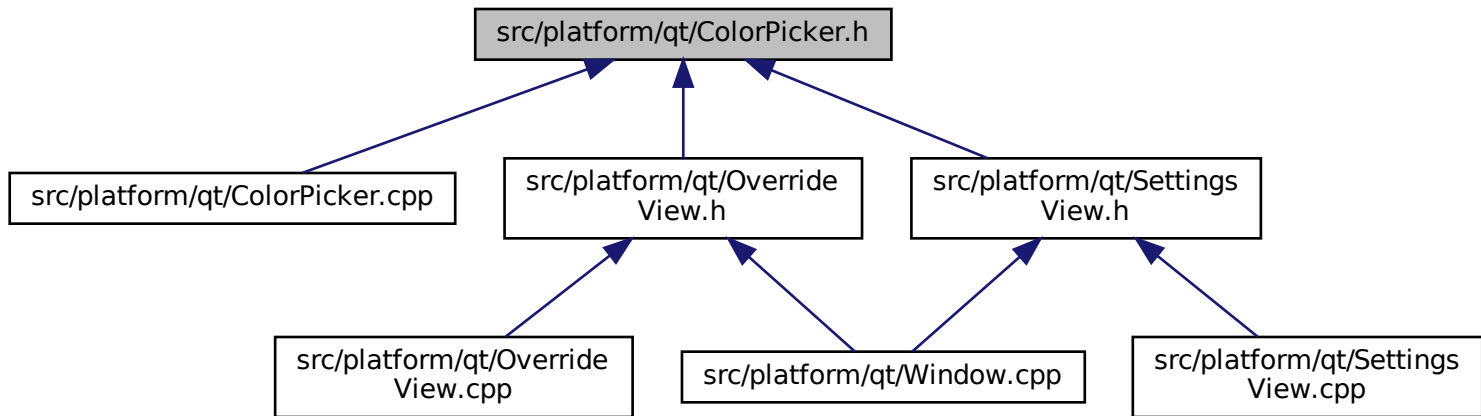 src/platform/qt/ColorPicker.h
src/platform/qt/ColorPicker.cpp
src/platform/qt/Override
View.h
src/platform/qt/Settings
View.h
src/platform/qt/Override
View.cpp
src/platform/qt/Window.cpp
src/platform/qt/Settings
View.cpp